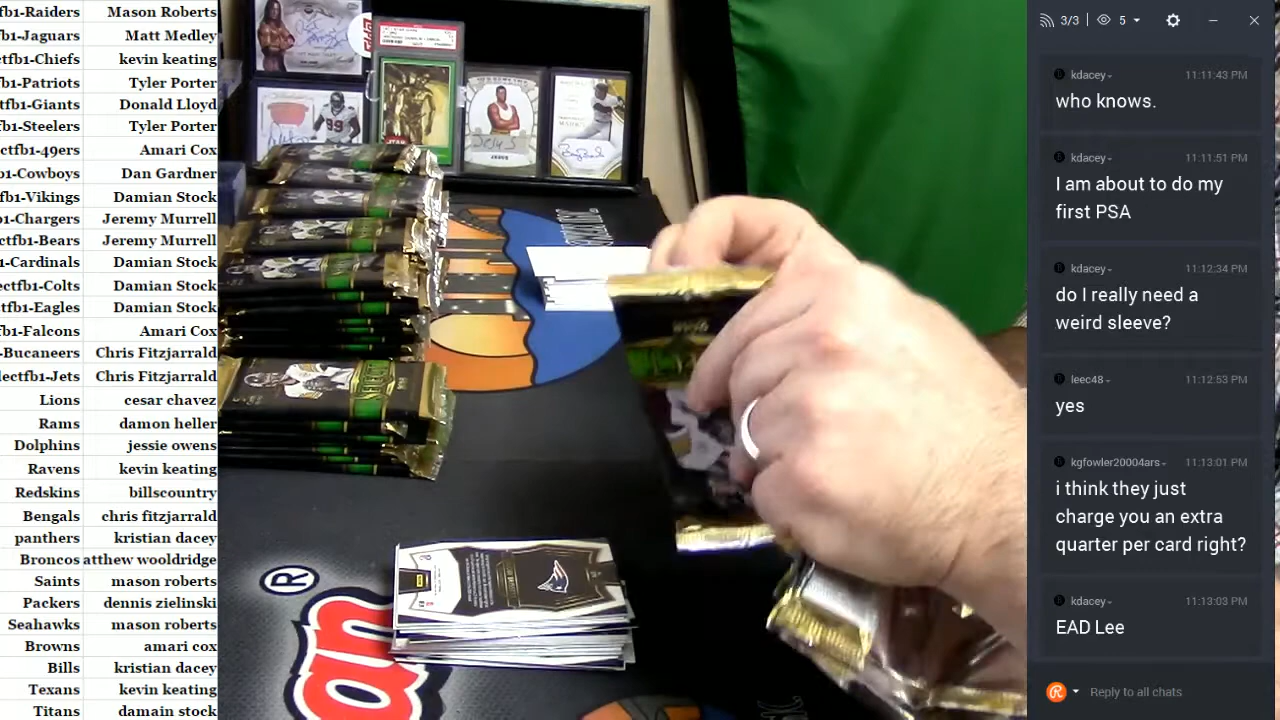 fb1-Raiders Mason Roberts
fb1-Jaguars Matt Medley
ctfb1-Chiefs kevin keating
fb1-Patriots Tyler Porter
tfb1-Giants Donald Lloyd
fb1-Steelers Tyler Porter
ctfb1-49ers Amari Cox
b1-Cowboys Dan Gardner
fb1-Vikings Damian Stock
1-Chargers Jeremy Murrell
ctfb1-Bears Jeremy Murrell
1-Cardinals Damian Stock
ectfb1-Colts Damian Stock
tfb1-Eagles Damian Stock
fb1-Falcons Amari Cox
-Bucaneers Chris Fitzjarrald
lectfb1-Jets Chris Fitzjarrald
Lions cesar chavez
Rams damon heller
Dolphins jessie owens
Ravens kevin keating
Redskins billscountry
Bengals chris fitzjarrald
panthers kristian dacey
Broncos atthew wooldridge
Saints mason roberts
Packers dennis zielinski
Seahawks mason roberts
Browns amari cox
Bills kristian dacey
Texans kevin keating
Titans damain stock
SELECT
INC.
an
®
3/3 5
kdacey 11:11:43 PM
who knows.
kdacey 11:11:51 PM
I am about to do my
first PSA
kdacey 11:12:34 PM
do I really need a
weird sleeve?
leec48 11:12:53 PM
yes
kgfowler20004ars 11:13:01 PM
i think they just
charge you an extra
quarter per card right?
kdacey 11:13:03 PM
EAD Lee
Reply to all chats